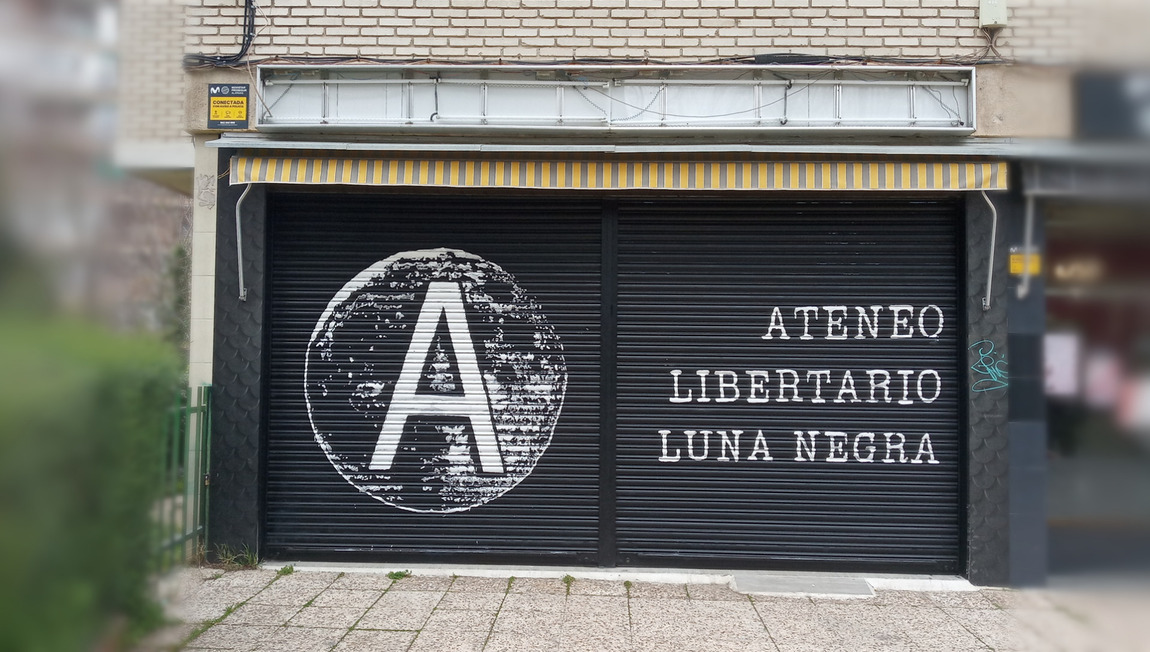 CONECTADA
A
ATENEO
LIBERTARIO
LUNA NEGRA